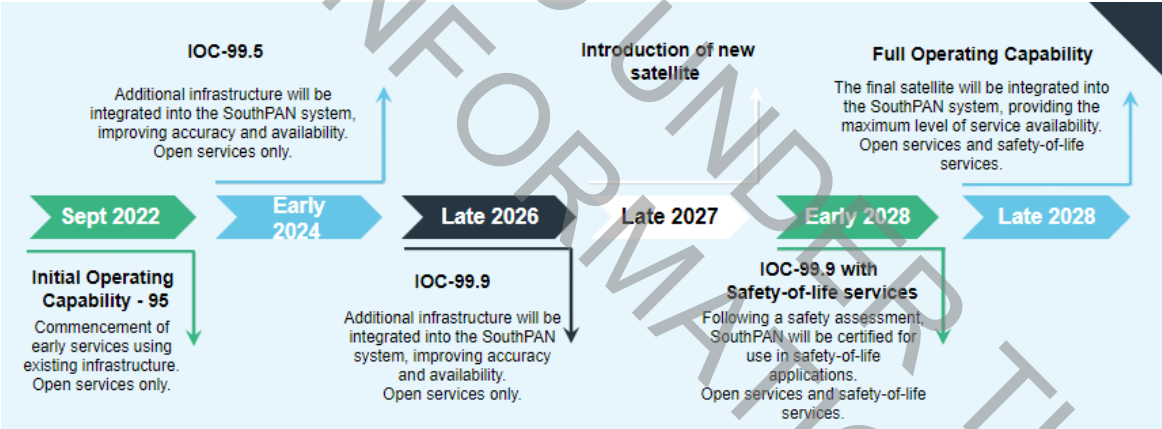 IOC-99.5
Additional infrastructure will be
integrated into the SouthPAN system,
improving accuracy and availability.
Open services only.
Introduction of new
satellite
Full Operating Capability
The final satellite will be integrated into
the SouthPAN system, providing the
maximum level of service availability.
Open services and safety-of-life
services.
Sept 2022
Early
2024
Late 2026
Late 2027
Early 2028
Late 2028
Initial Operating
Capability - 95
Commencement of
early services using
existing infrastructure.
Open services only.
IOC-99.9
Additional infrastructure will be
integrated into the SouthPAN
system, improving accuracy
and availability.
Open services only.
IOC-99.9 with
Safety-of-life services
Following a safety assessment,
SouthPAN will be certified for
use in safety-of-life
applications.
Open services and safety-of-life
services.
UNDER
INFORMATION